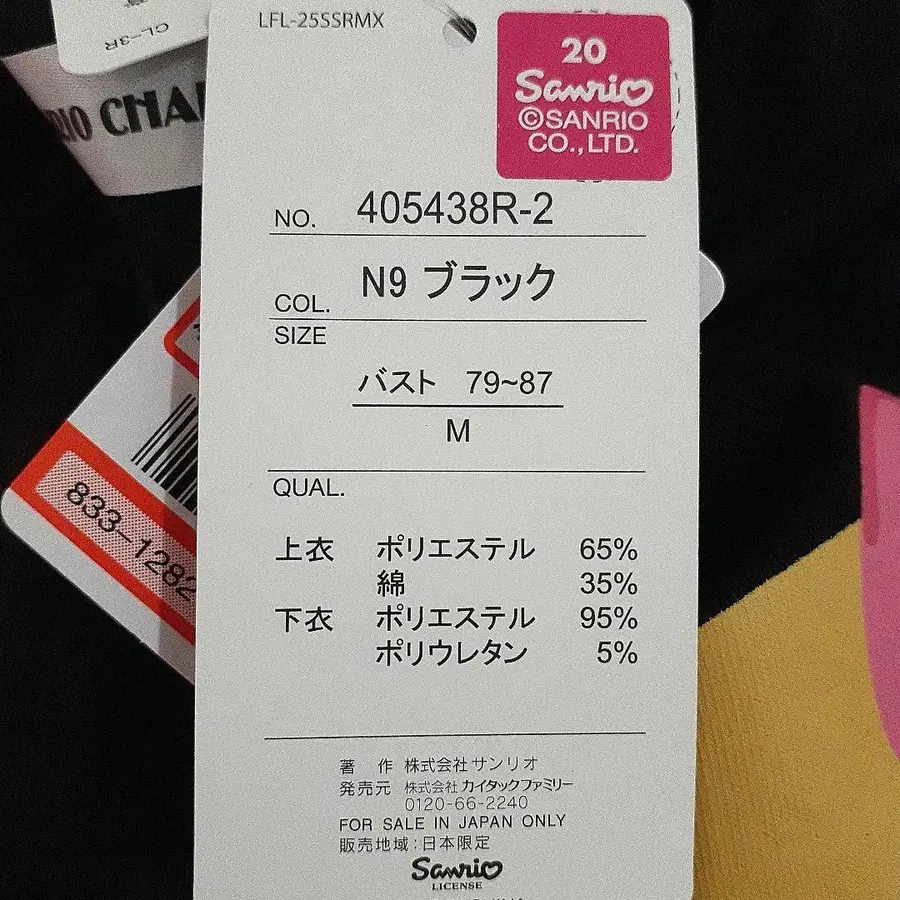 LFL-25SSRMX
20
Sanrio
©SANRIO
CO.,LTD.
CL-3R
RIO CHA
NO. 405438R-2
COL. N9 ブラック
SIZE
バスト 79~87
M
QUAL.
上衣 ポリエステル 65%
綿 35%
下衣 ポリエステル 95%
ポリウレタン 5%
833-1282
著 作 株式会社サンリオ
発売元 株式会社カイタックファミリー
0120-66-2240
FOR SALE IN JAPAN ONLY
販売地域:日本限定
Sanrio
LICENSE